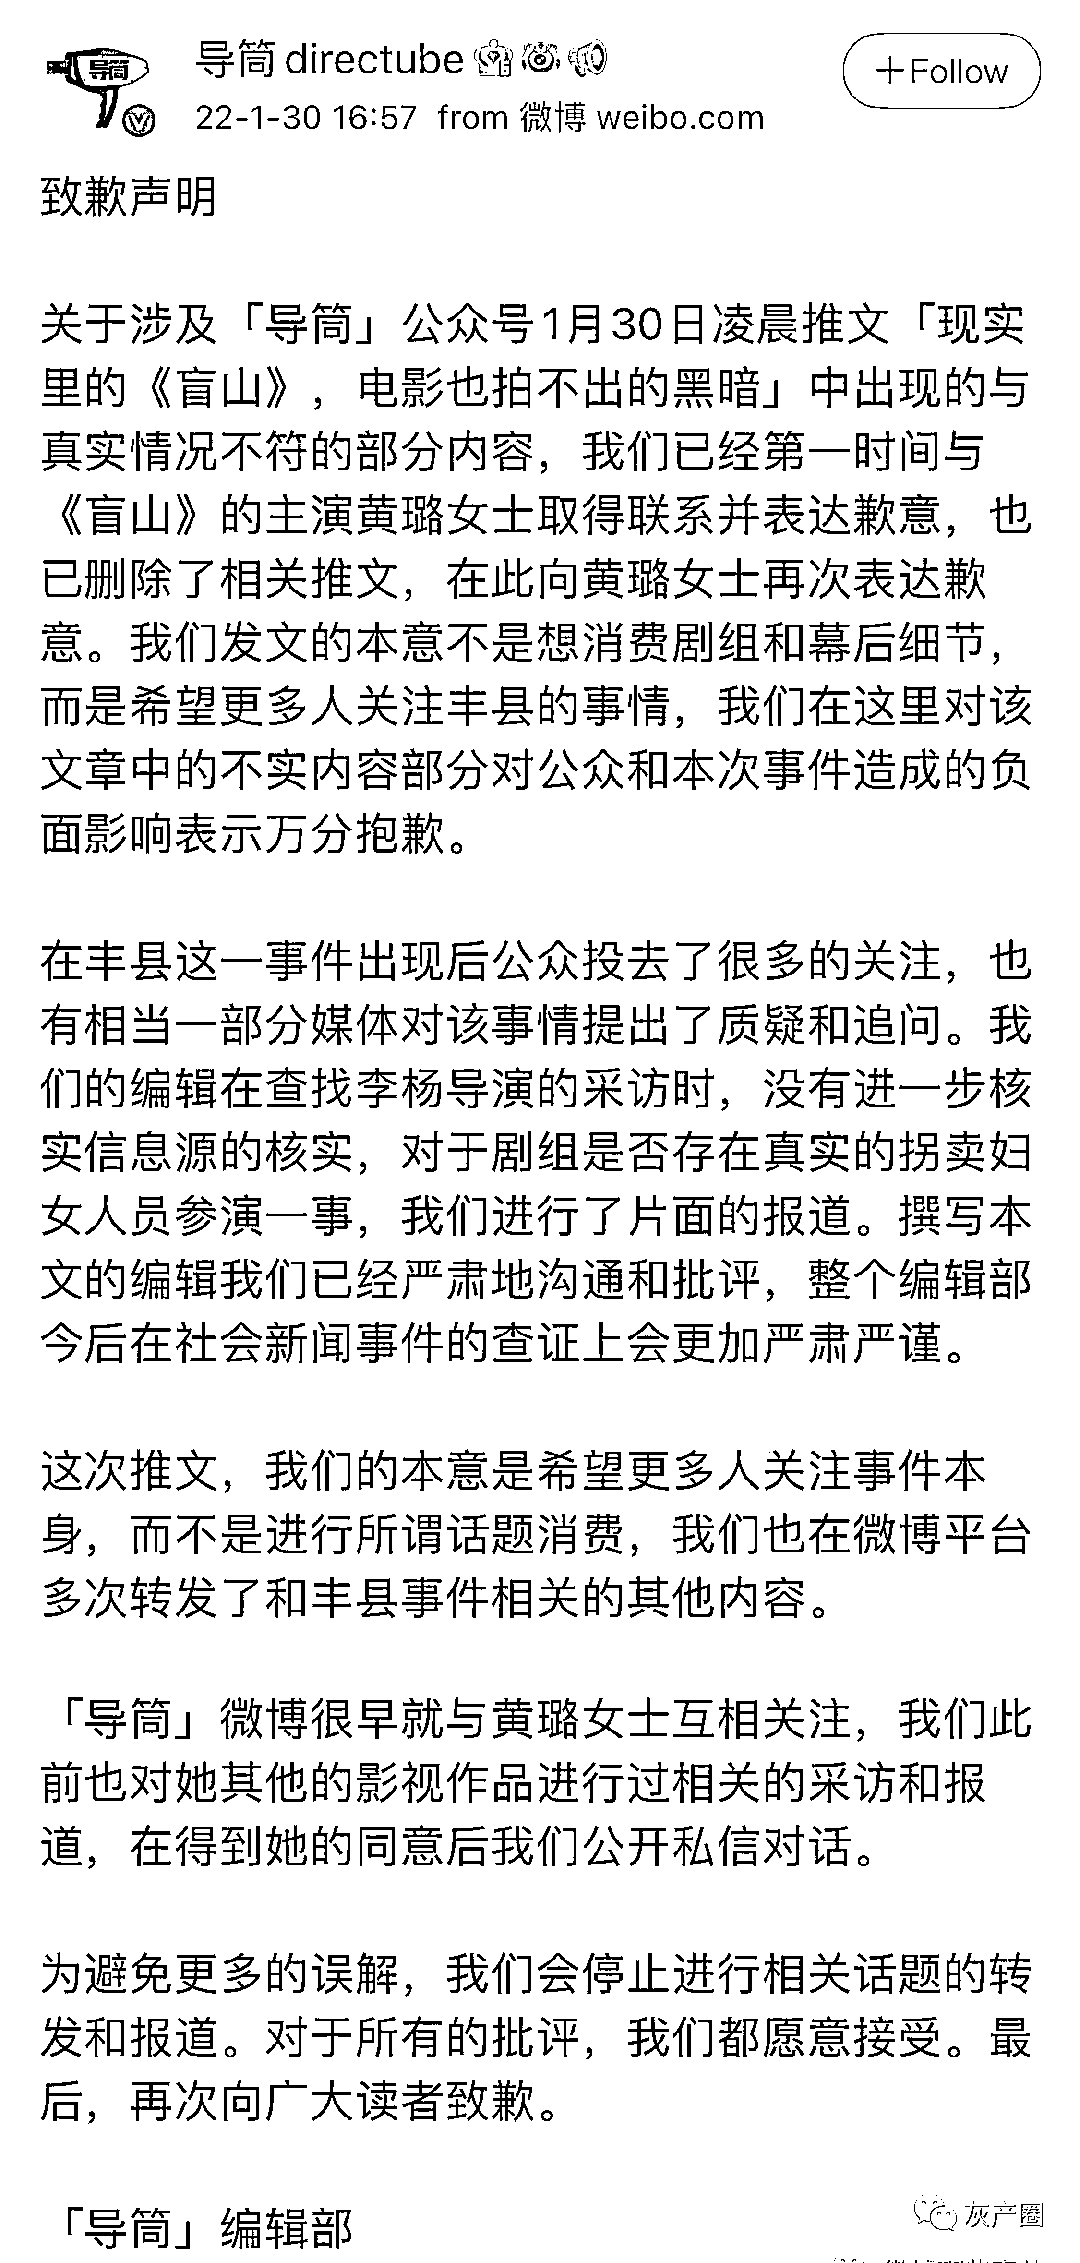 导筒
导筒directube
+Follow
22-1-30 16:57 from 微博 weibo.com
致歉声明
关于涉及「导筒」公众号1月30日凌晨推文「现实
里的《盲山》，电影也拍不出的黑暗」中出现的与
真实情况不符的部分内容，我们已经第一时间与
《盲山》的主演黄璐女士取得联系并表达歉意，也
已删除了相关推文，在此向黄璐女士再次表达歉
意。我们发文的本意不是想消费剧组和幕后细节，
而是希望更多人关注丰县的事情，我们在这里对该
文章中的不实内容部分对公众和本次事件造成的负
面影响表示万分抱歉。
在丰县这一事件出现后公众投去了很多的关注，也
有相当一部分媒体对该事情提出了质疑和追问。我
们的编辑在查找李杨导演的采访时，没有进一步核
实信息源的核实，对于剧组是否存在真实的拐卖妇
女人员参演一事，我们进行了片面的报道。撰写本
文的编辑我们已经严肃地沟通和批评，整个编辑部
今后在社会新闻事件的查证上会更加严肃严谨。
这次推文，我们的本意是希望更多人关注事件本
身，而不是进行所谓话题消费，我们也在微博平台
多次转发了和丰县事件相关的其他内容。
「导筒」微博很早就与黄璐女士互相关注，我们此
前也对她其他的影视作品进行过相关的采访和报
道，在得到她的同意后我们公开私信对话。
为避免更多的误解，我们会停止进行相关话题的转
发和报道。对于所有的批评，我们都愿意接受。最
后，再次向广大读者致歉。
「导筒」编辑部
灰产圈